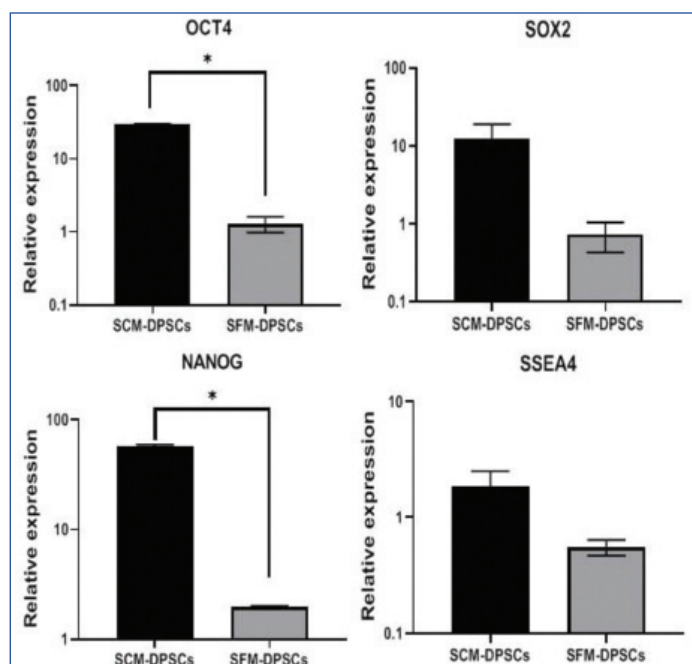 OCT4
*
Relative expression
100
10
1
0.1
SCM-DPSCs SFM-DPSCs
SOX2
Relative expression
100
10
1
0.1
SCM-DPSCs SFM-DPSCs
NANOG
*
Relative expression
100
10
1
SCM-DPSCs SFM-DPSCs
SSEA4
Relative expression
10
1
0.1
SCM-DPSCs SFM-DPSCs